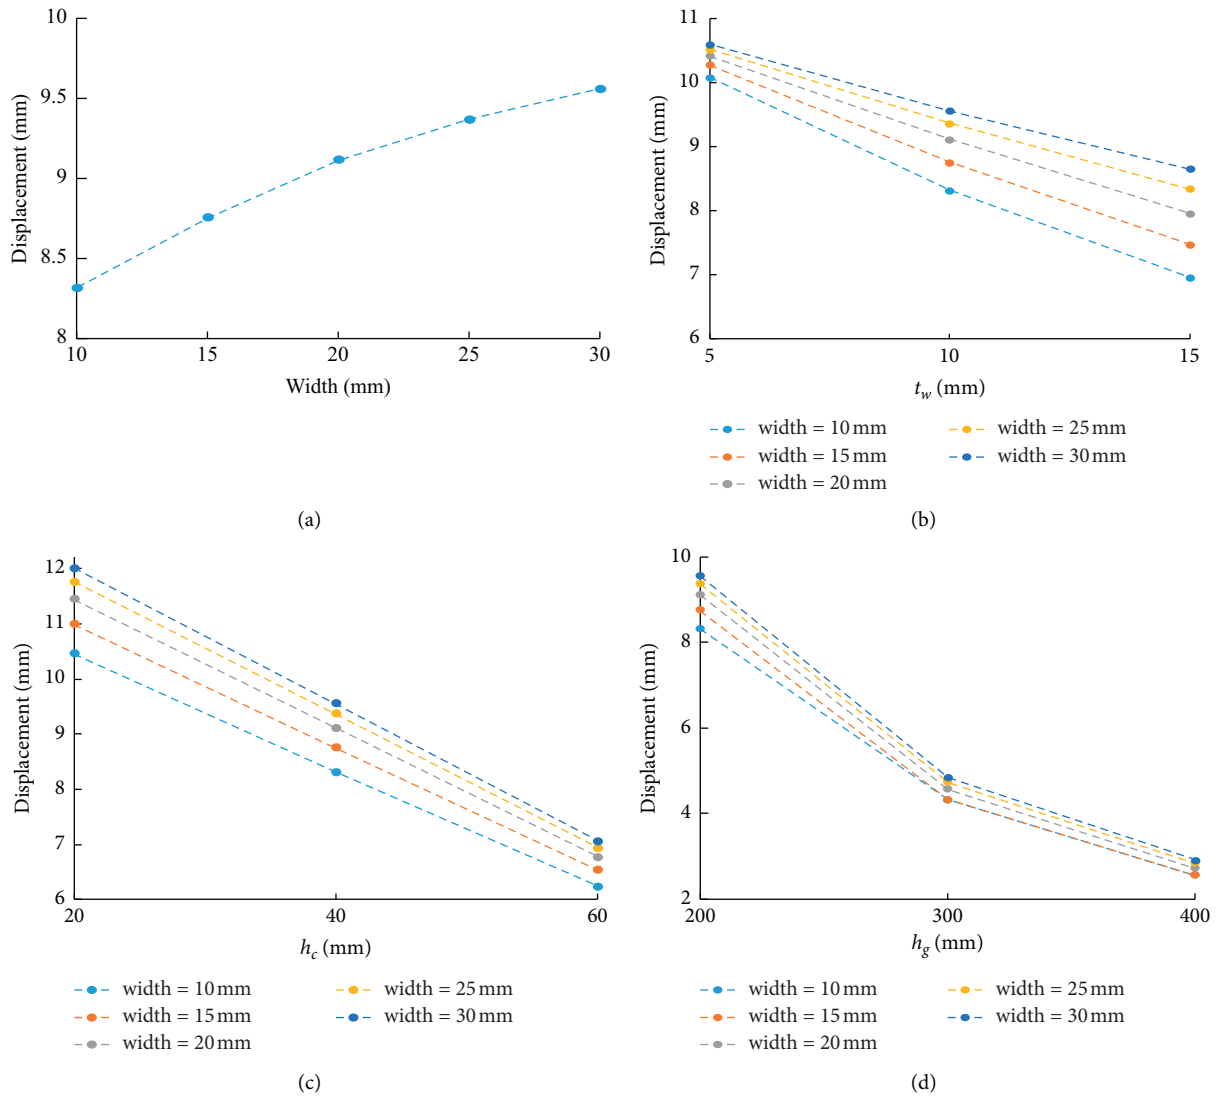 10
9.5
9
8.5
8
Displacement (mm)
10 15 20 25 30
Width (mm)
(a)
11
10
9
8
7
6
Displacement (mm)
5 10 15
t_w (mm)
width = 10 mm width = 25 mm
width = 15 mm width = 30 mm
width = 20 mm
(b)
12
11
10
9
8
7
6
Displacement (mm)
20 40 60
h_c (mm)
width = 10 mm width = 25 mm
width = 15 mm width = 30 mm
width = 20 mm
(c)
10
8
6
4
2
Displacement (mm)
200 300 400
h_g (mm)
width = 10 mm width = 25 mm
width = 15 mm width = 30 mm
width = 20 mm
(d)